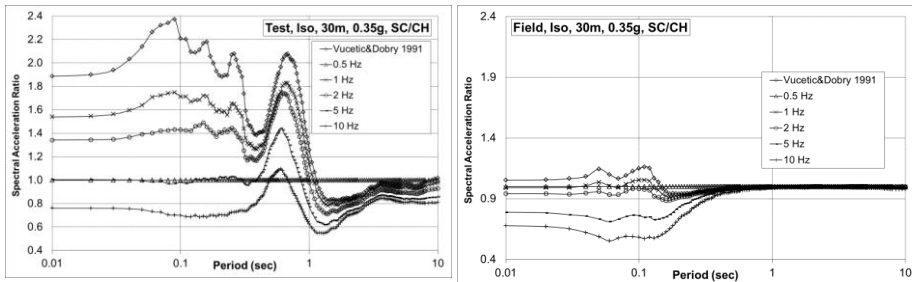 Test, Iso, 30m, 0.35g, SC/CH
2.4
2.2
2.0
1.8
1.6
1.4
1.2
1.0
0.8
0.6
0.4
Spectral Acceleration Ratio
Vucetic&Dobry 1991
0.5 Hz
1 Hz
2 Hz
5 Hz
10 Hz
0.01
0.1
1
10
Period (sec)
Field, Iso, 30m, 0.35g, SC/CH
2.4
1.9
1.4
0.9
0.4
Spectral Acceleration Ratio
Vucetic&Dobry 1991
0.5 Hz
1 Hz
2 Hz
5 Hz
10 Hz
0.01
0.1
1
10
Period (sec)